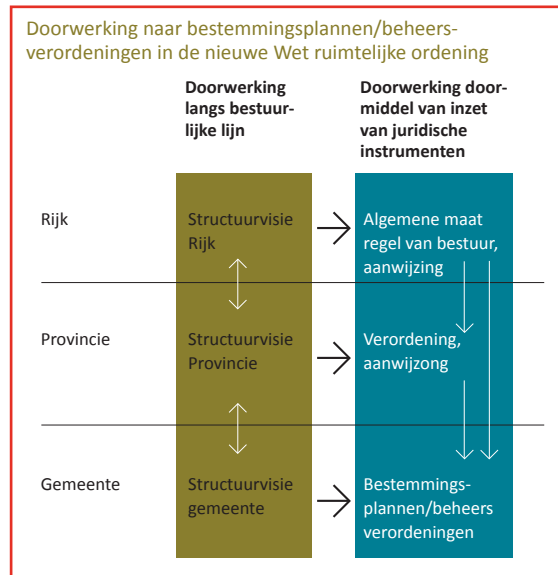 Doorwerking naar bestemmingsplannen/beheers-
verordeningen in de nieuwe Wet ruimtelijke ordening
Doorwerking
langs bestuur-
lijke lijn
Doorwerking door-
middel van inzet
van juridische
instrumenten
Rijk
Structuurvisie
Rijk
Algemene maat
regel van bestuur,
aanwijzing
Provincie
Structuurvisie
Provincie
Verordening,
aanwijzong
Gemeente
Structuurvisie
gemeente
Bestemmings-
plannen/beheers
verordeningen